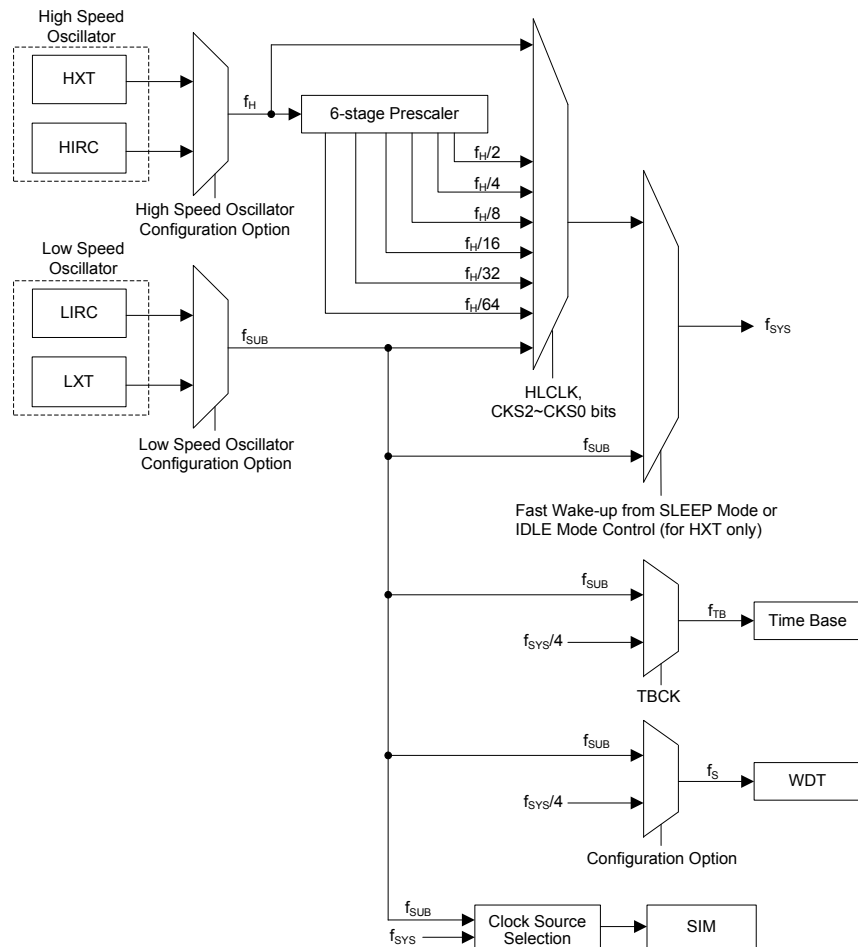 High Speed
Oscillator
HXT
HIRC
f_H
6-stage Prescaler
f_H/2
f_H/4
f_H/8
f_H/16
f_H/32
f_H/64
High Speed Oscillator
Configuration Option
Low Speed
Oscillator
LIRC
LXT
f_SUB
Low Speed Oscillator
Configuration Option
HLCLK,
CKS2~CKS0 bits
f_SYS
f_SUB
Fast Wake-up from SLEEP Mode or
IDLE Mode Control (for HXT only)
f_SUB
f_SYS/4
f_TB
Time Base
TBCK
f_SUB
f_SYS/4
f_S
WDT
Configuration Option
f_SUB
f_SYS
Clock Source
Selection
SIM